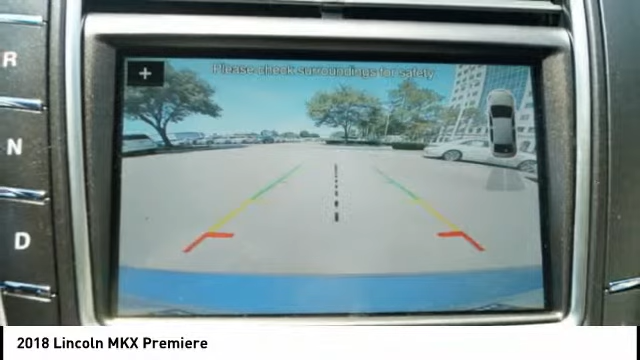 Please check surroundings for safety
+
R
N
D
2018 Lincoln MKX Premiere